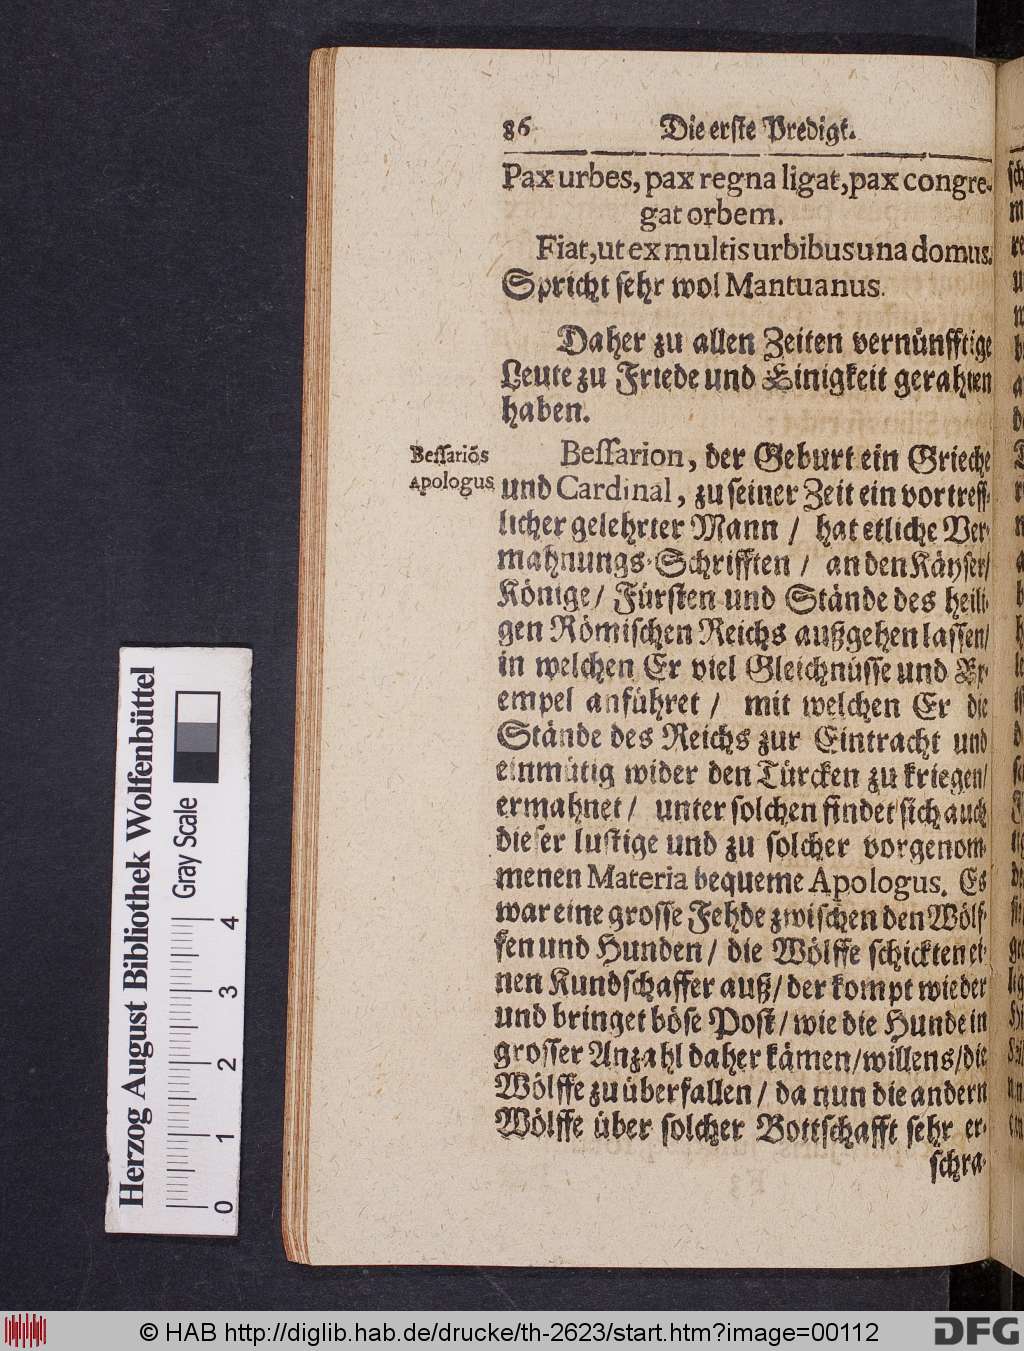 86 Die erste Predigt.
Pax urbes, pax regna ligat, pax congre-
gat orbem.
Fiat, ut ex multis urbibus una domus.
Spricht sehr wol Mantuanus.
Daher zu allen Zeiten vernünfftige
Leute zu Friede und Einigkeit gerahten
haben.
Bessariōs
Apologus
Bessarion, der Geburt ein Grieche
und Cardinal, zu seiner Zeit ein vortreff-
licher gelehrter Mann / hat etliche Ver-
mahnungs-Schrifften / an den Käyser/
Könige / Fürsten und Stände des heili-
gen Römischen Reichs außgehen lassen/
in welchen Er viel Gleichnüsse und Ex-
empel anführet / mit welchen Er die
Stände des Reichs zur Eintracht und
einmütig wider den Türcken zu kriegen/
ermahnet / unter solchen findet sich auch
dieser lustige und zu solcher vorgenom-
menen Materia bequeme Apologus. Es
war eine grosse Fehde zwischen den Wölf-
fen und Hunden / die Wölffe schickten ei-
nen Kundschaffer auß / der kompt wieder
und bringet böse Post / wie die Hunde in
grosser Anzahl daher kämen / willens / die
Wölffe zu überfallen / da nun die andern
Wölffe über solcher Bottschafft sehr er-
schra-
Herzog August Bibliothek Wolfenbüttel
Gray Scale
0 1 2 3 4
© HAB http://diglib.hab.de/drucke/th-2623/start.htm?image=00112
DFG